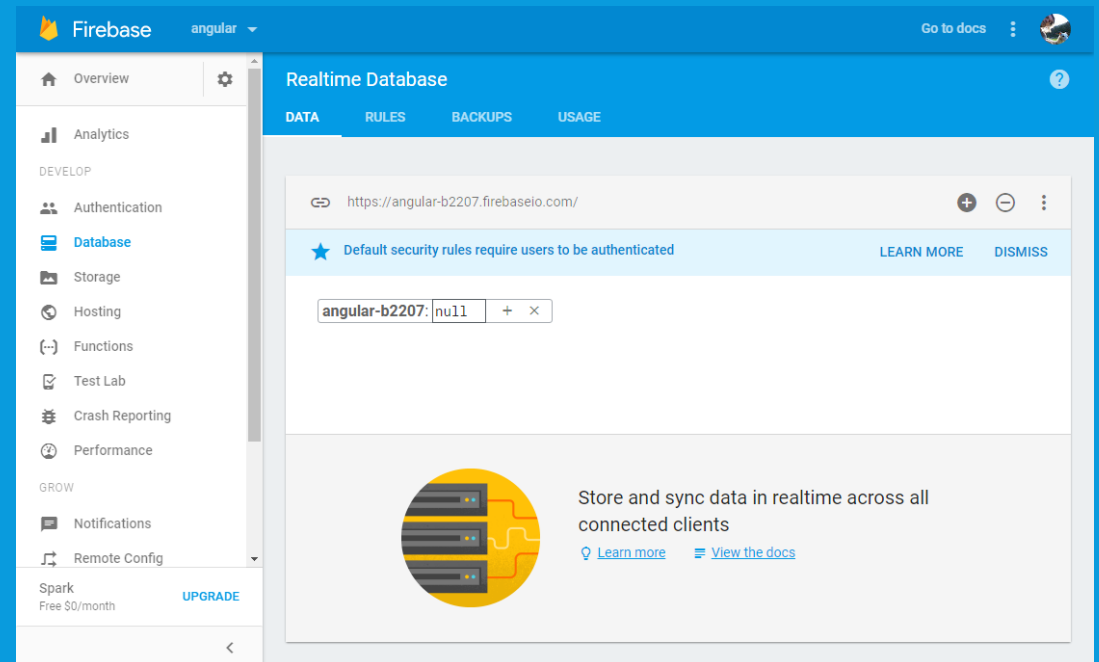 Firebase
angular
Go to docs
Overview
Analytics
DEVELOP
Authentication
Database
Storage
Hosting
Functions
Test Lab
Crash Reporting
Performance
GROW
Notifications
Remote Config
Spark
Free $0/month
UPGRADE
Realtime Database
DATA RULES BACKUPS USAGE
https://angular-b2207.firebaseio.com/
Default security rules require users to be authenticated LEARN MORE DISMISS
angular-b2207: null
Store and sync data in realtime across all
connected clients
Learn more View the docs